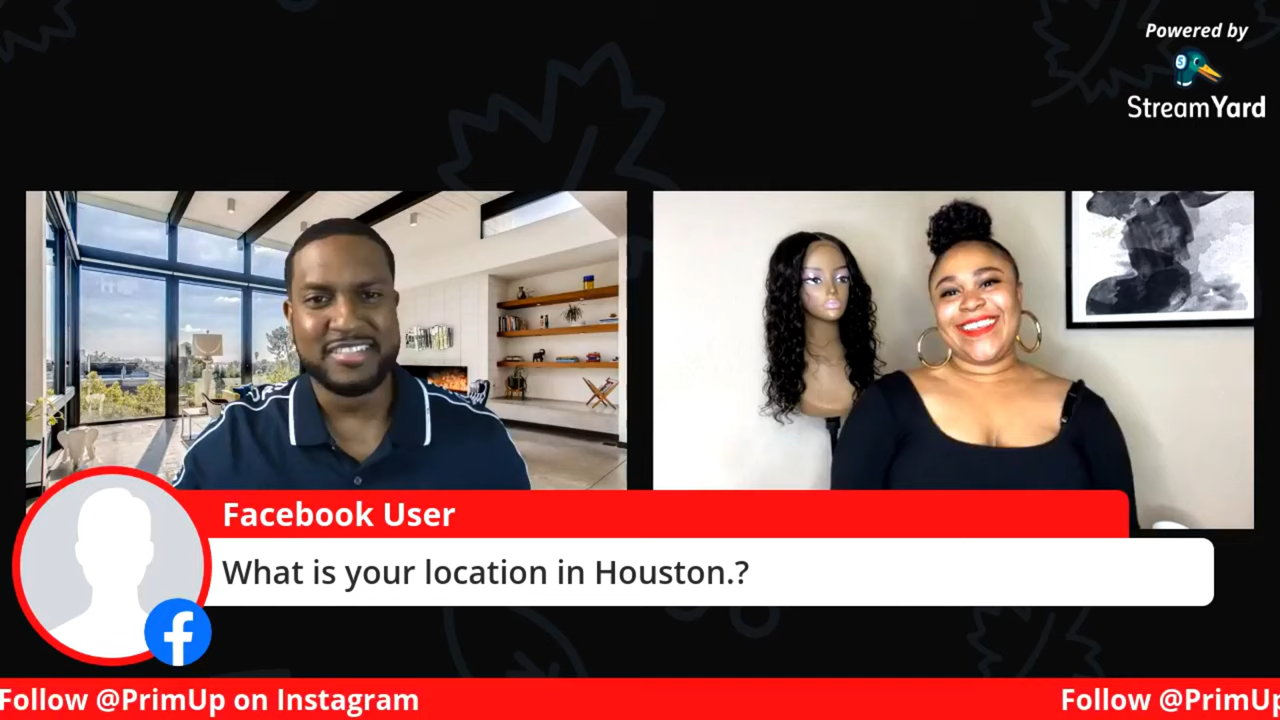 Powered by
StreamYard
Facebook User
What is your location in Houston.?
Follow @PrimUp on Instagram
Follow @PrimUp